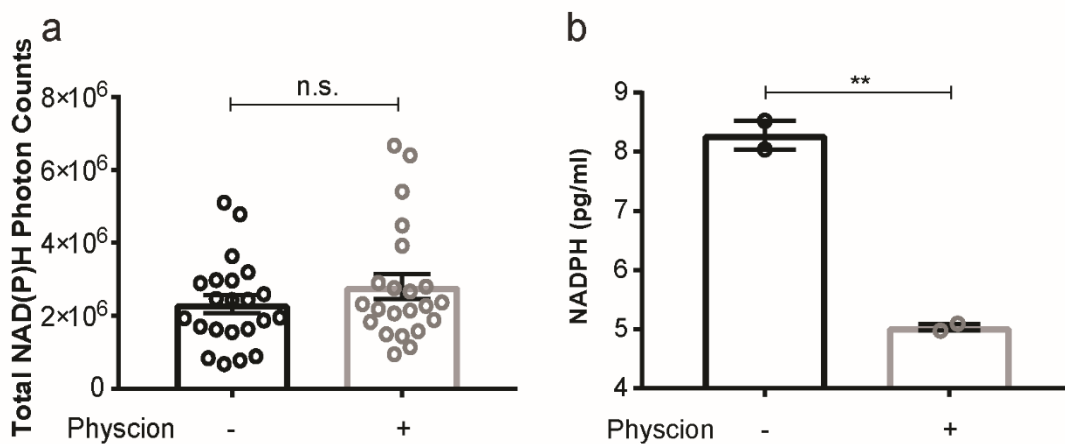 a
Total NAD(P)H Photon Counts
n.s.
8×10⁶
6×10⁶
4×10⁶
2×10⁶
0
Physcion - +
b
NADPH (pg/ml)
**
9
8
7
6
5
4
Physcion - +